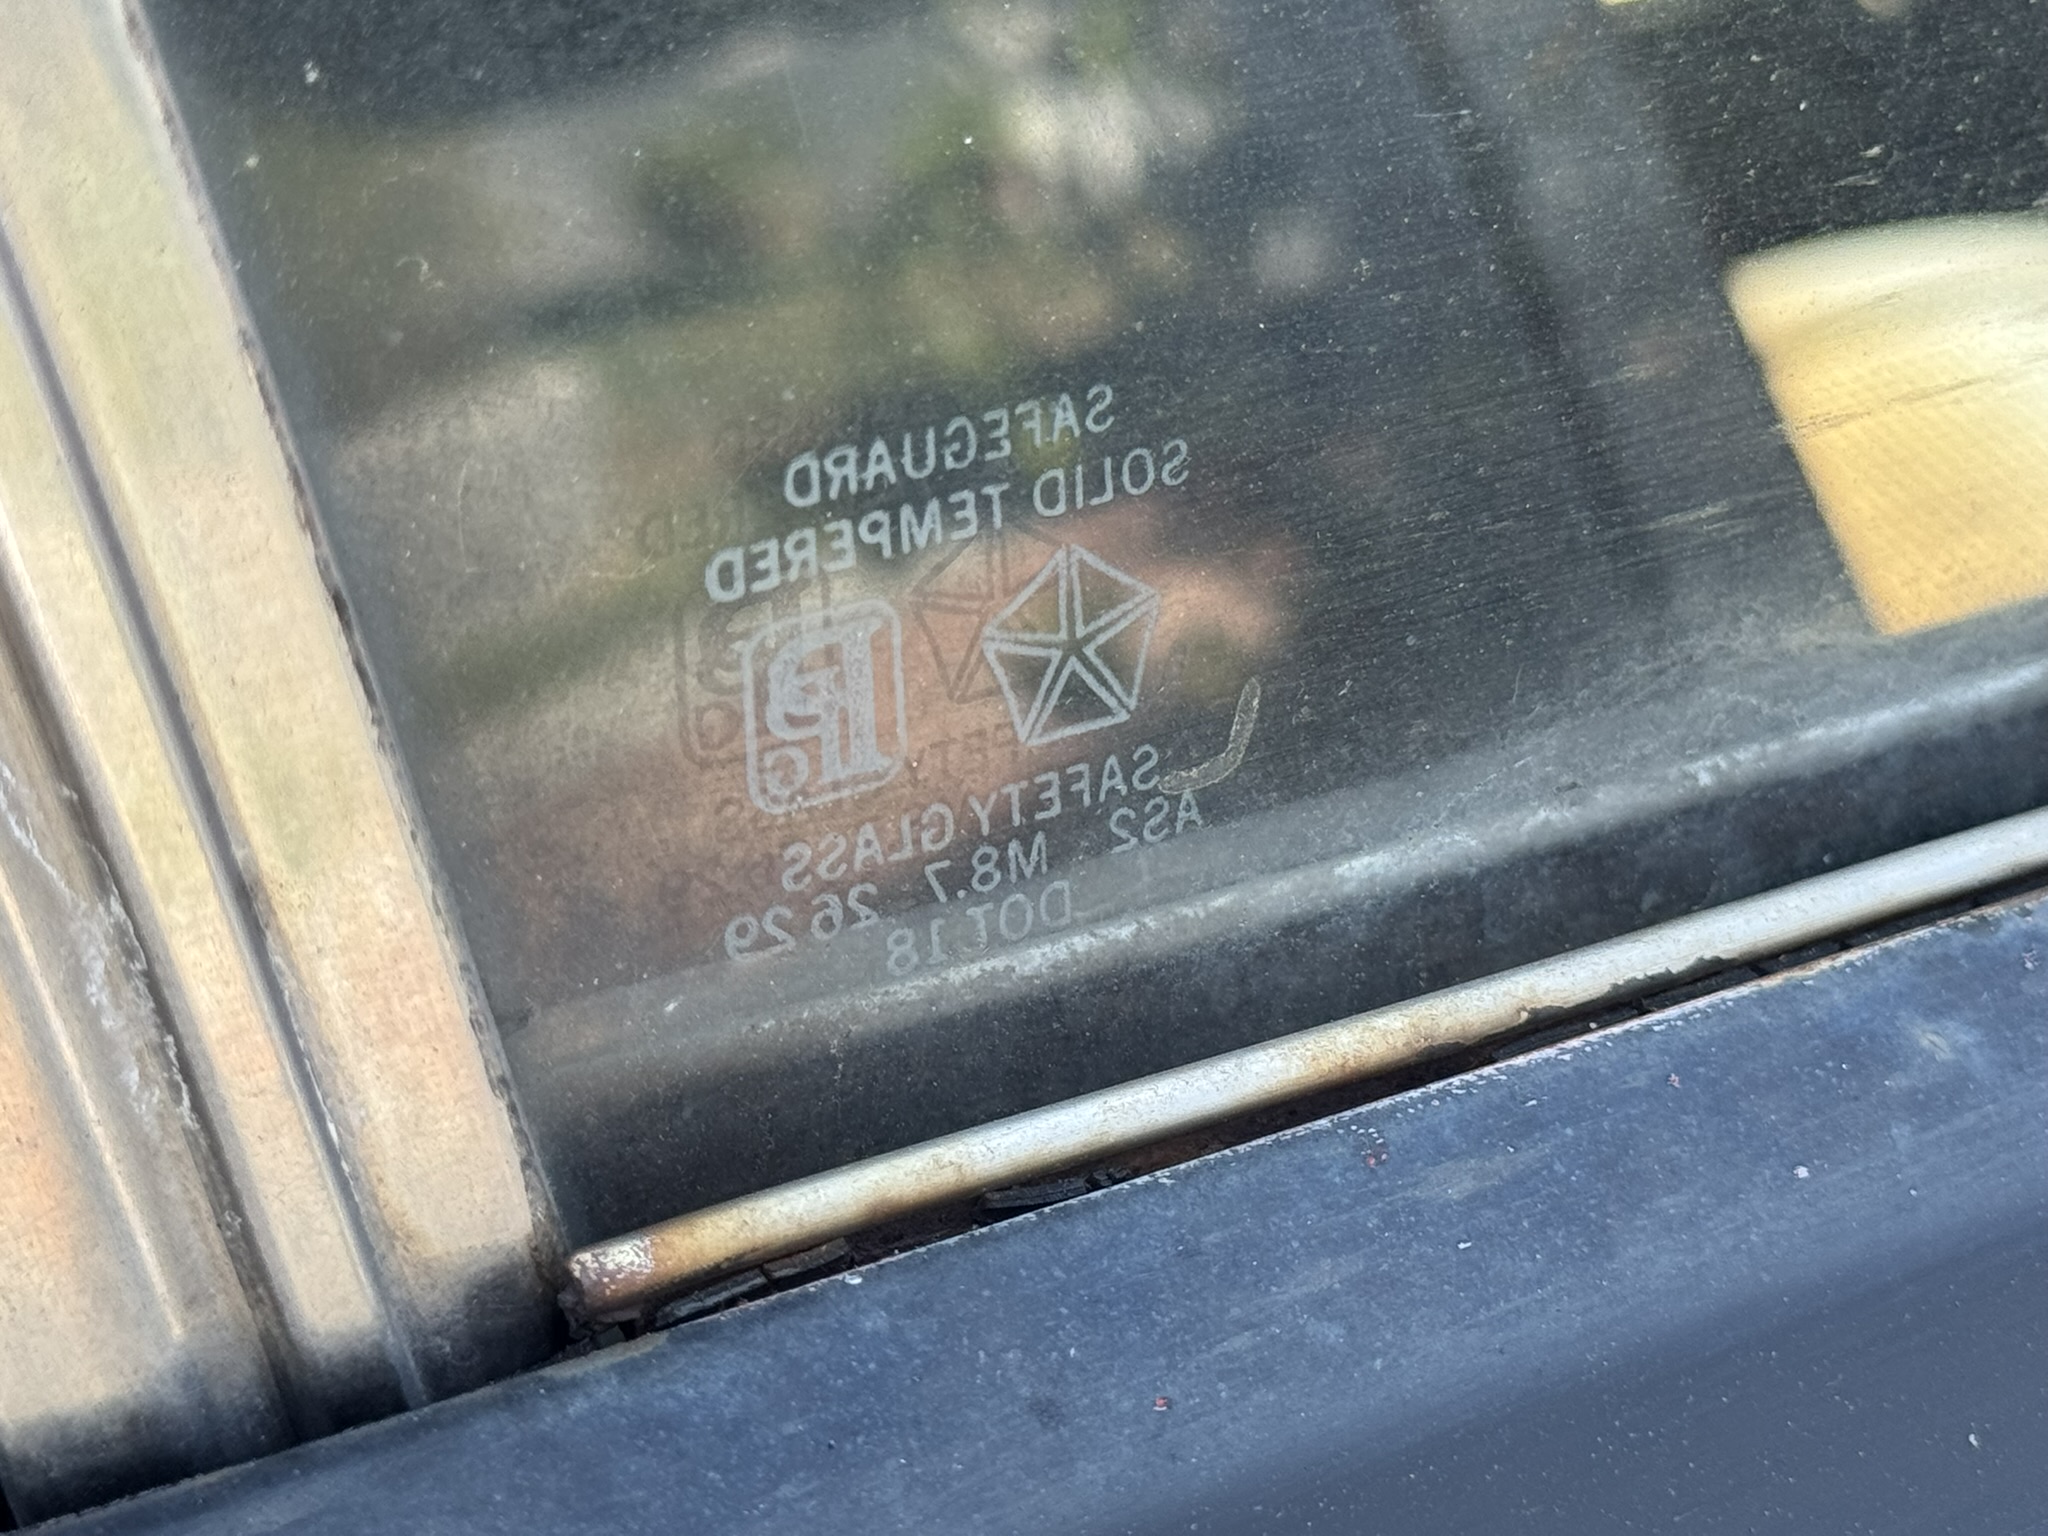 SAFEGUARD
SOLID TEMPERED
SAFETY GLASS
AS2 M8.7 26 29
DOT.18